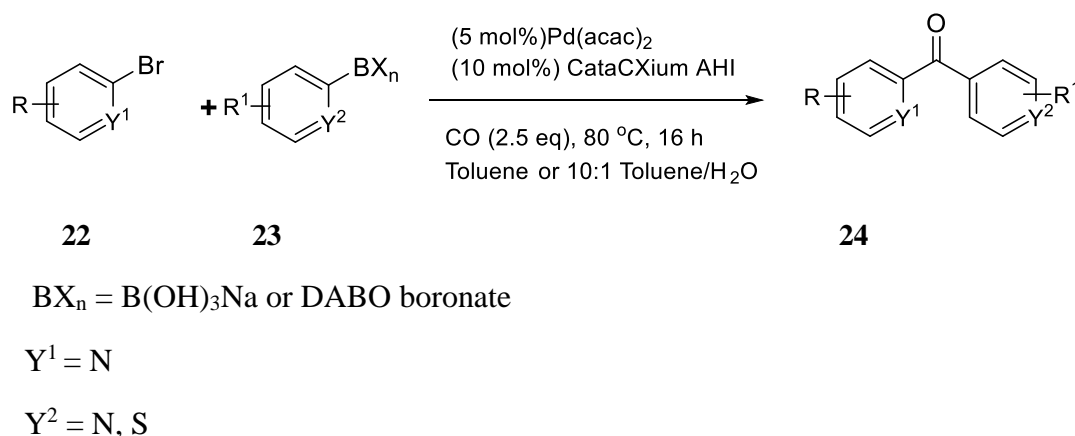 (5 mol%)Pd(acac)2
(10 mol%) CataCXium AHI
CO (2.5 eq), 80 oC, 16 h
Toluene or 10:1 Toluene/H2O
R Br Y1
+ R1 BXn Y2
O
R Y1 Y2 R1
22 23 24
BXn = B(OH)3Na or DABO boronate
Y1 = N
Y2 = N, S